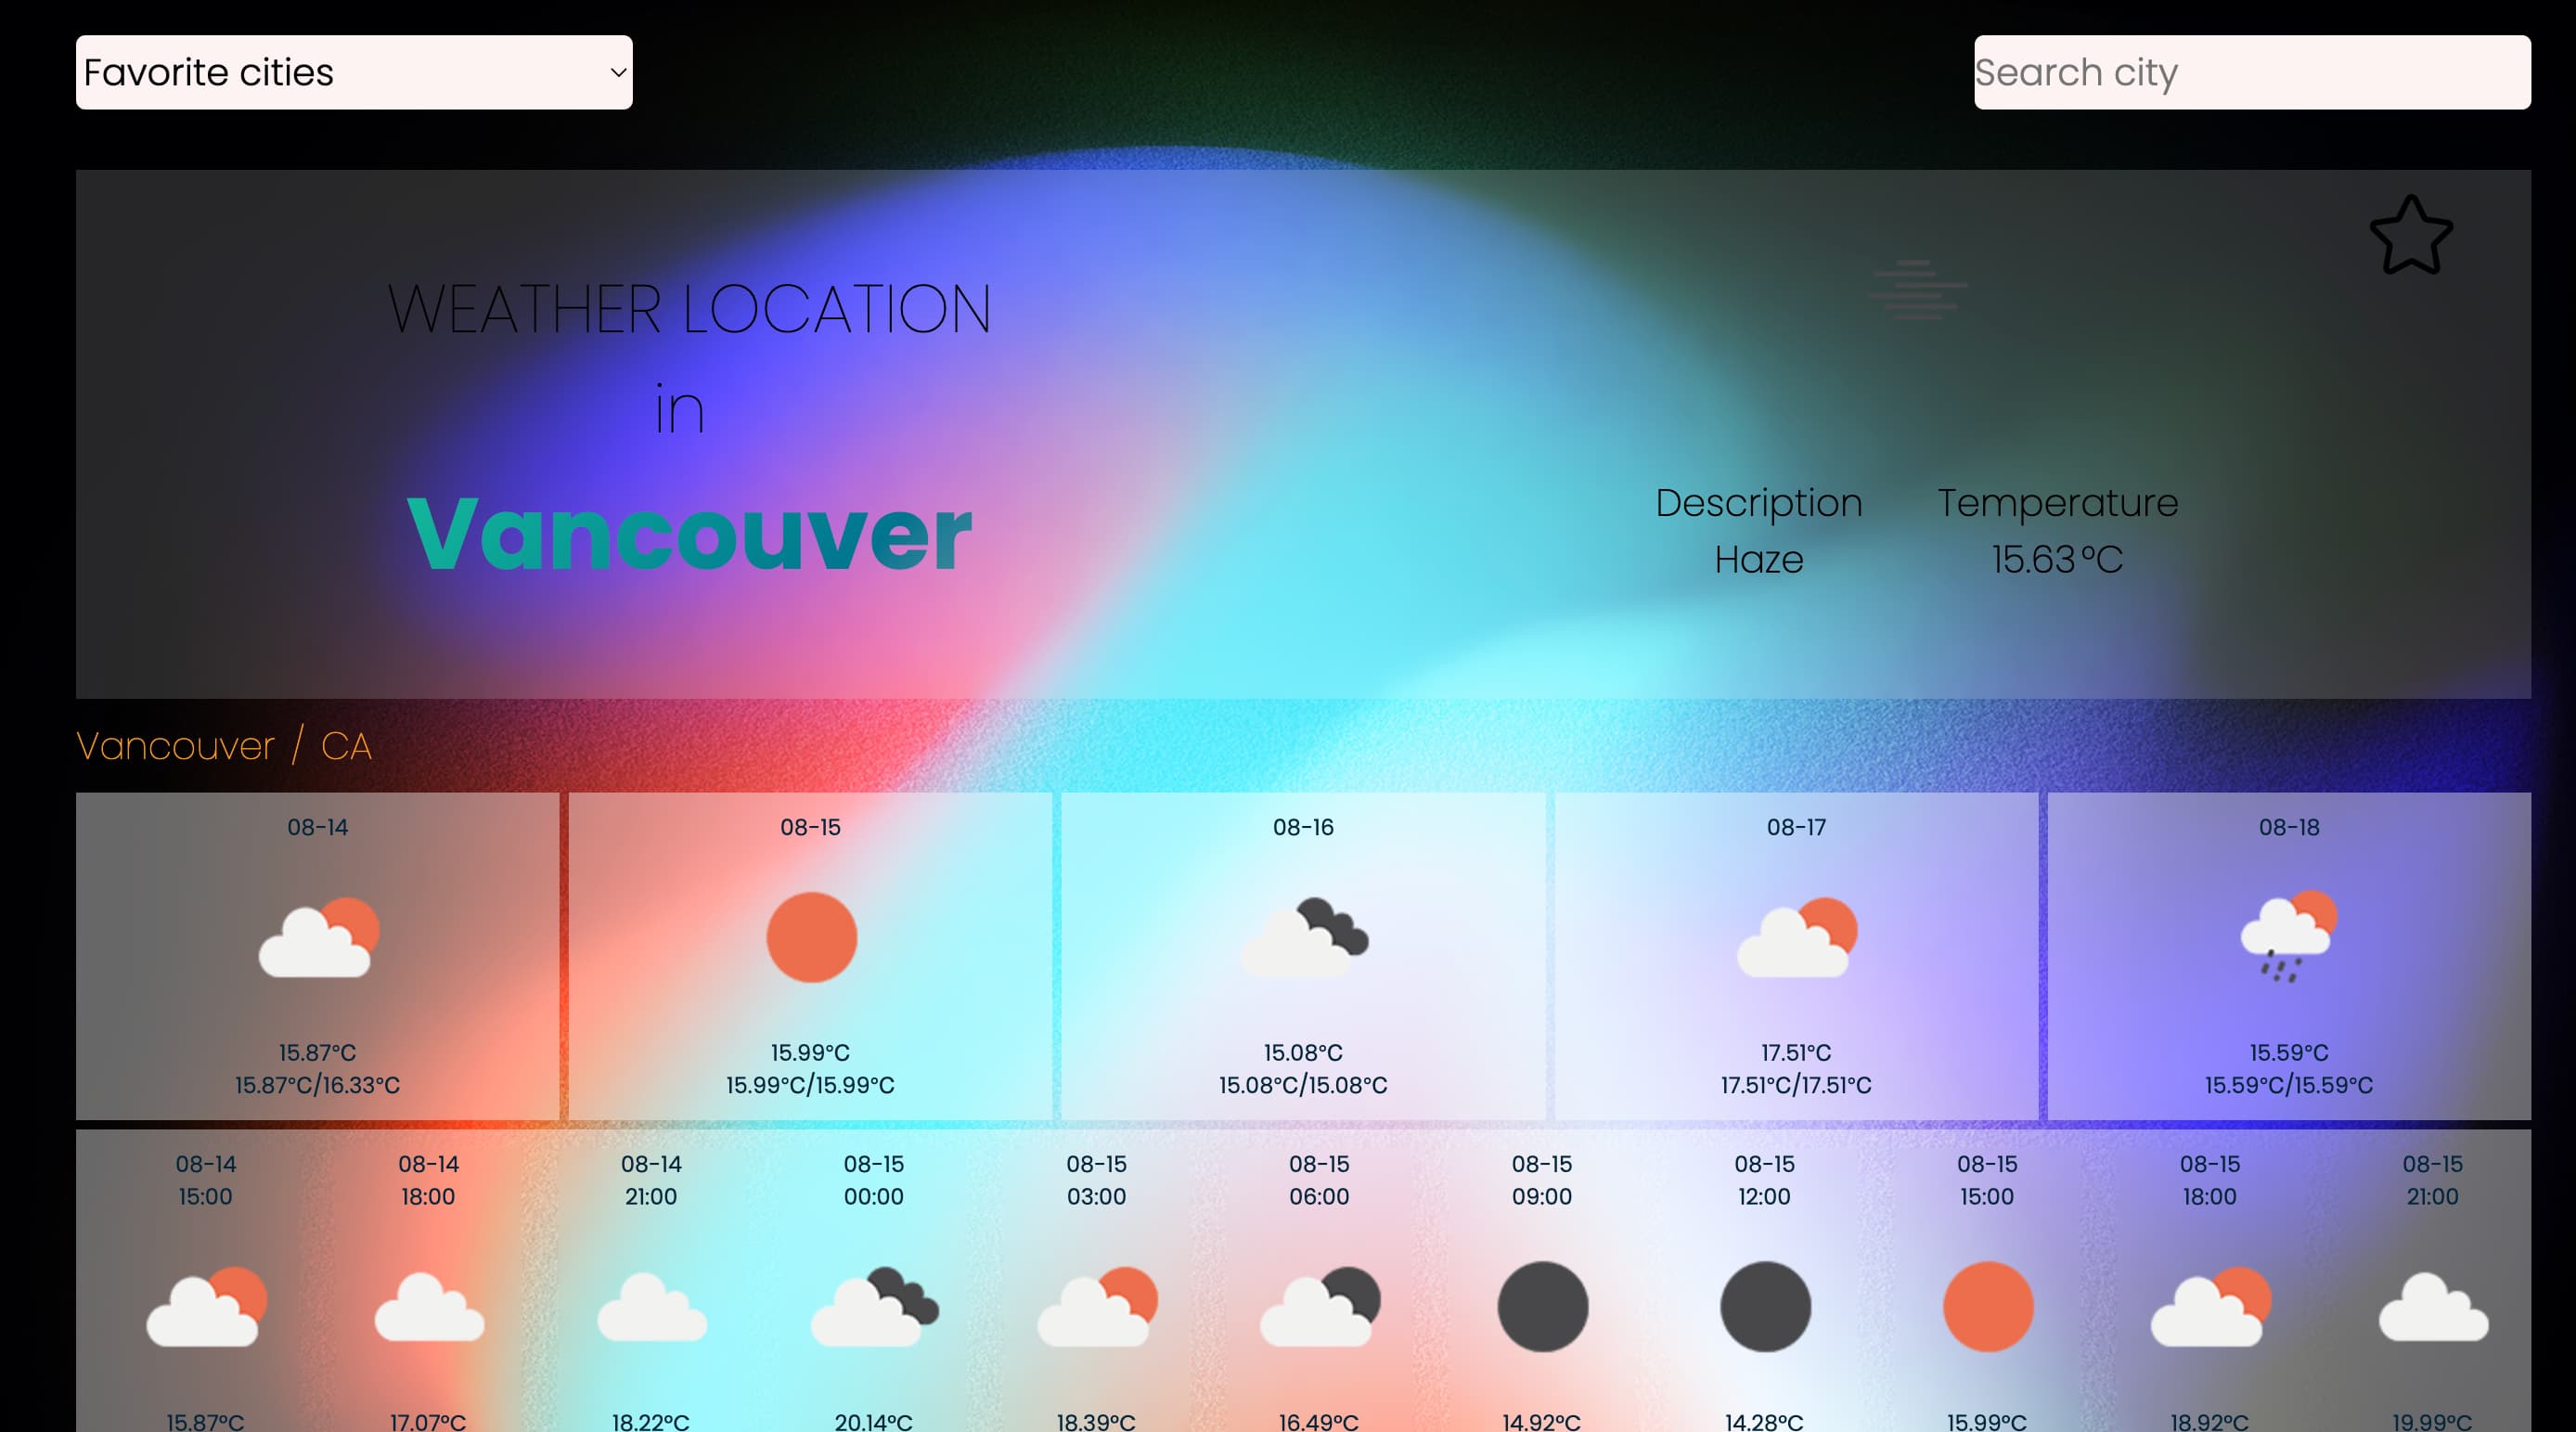 Favorite cities
Search city
WEATHER LOCATION
in
Vancouver
Description Temperature
Haze 15.63 °C
Vancouver / CA
08-14 08-15 08-16 08-17 08-18
15.87°C 15.99°C 15.08°C 17.51°C 15.59°C
15.87°C/16.33°C 15.99°C/15.99°C 15.08°C/15.08°C 17.51°C/17.51°C 15.59°C/15.59°C
08-14 08-14 08-14 08-15 08-15 08-15 08-15 08-15 08-15 08-15 08-15
15:00 18:00 21:00 00:00 03:00 06:00 09:00 12:00 15:00 18:00 21:00
15.87°C 17.07°C 18.22°C 20.14°C 18.39°C 16.49°C 14.92°C 14.28°C 15.99°C 18.92°C 19.99°C